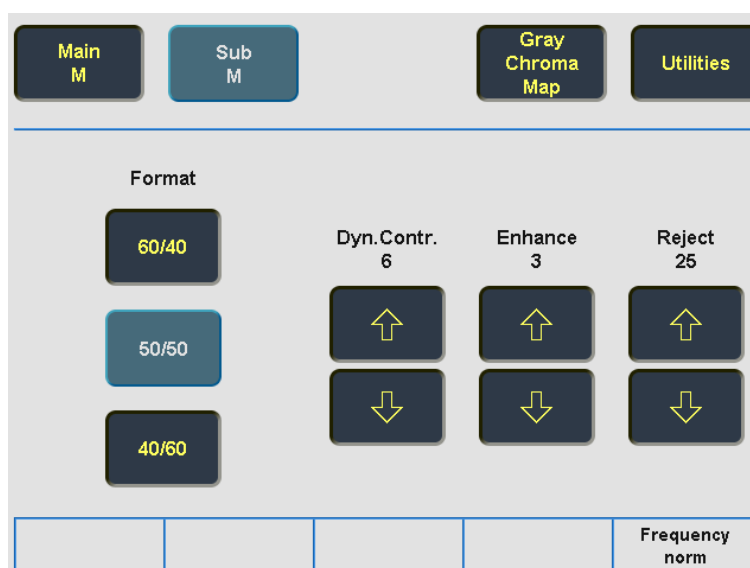 Main
M
Sub
M
Gray
Chroma
Map
Utilities
Format
60/40
50/50
40/60
Dyn.Contr.
6
Enhance
3
Reject
25
Frequency
norm